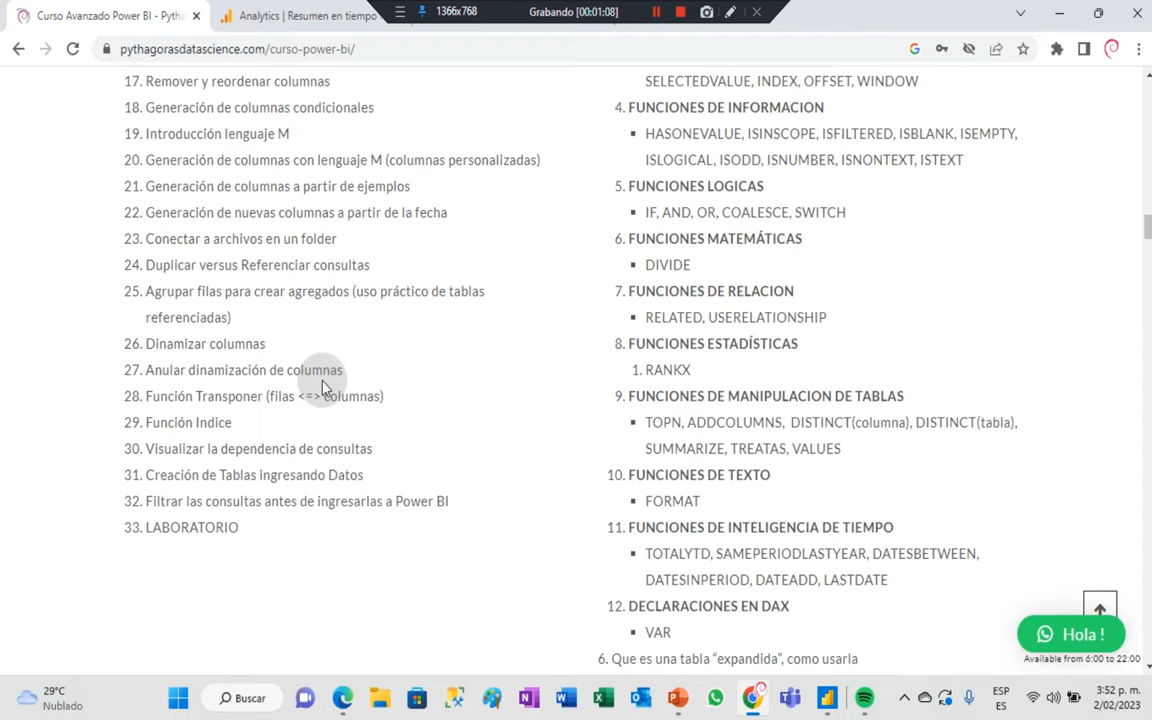 Curso Avanzado Power BI - Pytha
Analytics | Resumen en tiempo
1366x768
Grabando [00:01:08]
pythagorasdatascience.com/curso-power-bi/
17. Remover y reordenar columnas
18. Generación de columnas condicionales
19. Introducción lenguaje M
20. Generación de columnas con lenguaje M (columnas personalizadas)
21. Generación de columnas a partir de ejemplos
22. Generación de nuevas columnas a partir de la fecha
23. Conectar a archivos en un folder
24. Duplicar versus Referenciar consultas
25. Agrupar filas para crear agregados (uso práctico de tablas
referenciadas)
26. Dinamizar columnas
27. Anular dinamización de columnas
28. Función Transponer (filas <=> columnas)
29. Función Indice
30. Visualizar la dependencia de consultas
31. Creación de Tablas ingresando Datos
32. Filtrar las consultas antes de ingresarlas a Power BI
33. LABORATORIO
SELECTEDVALUE, INDEX, OFFSET, WINDOW
4. FUNCIONES DE INFORMACION
▪ HASONEVALUE, ISINSCOPE, ISFILTERED, ISBLANK, ISEMPTY,
ISLOGICAL, ISODD, ISNUMBER, ISNONTEXT, ISTEXT
5. FUNCIONES LOGICAS
▪ IF, AND, OR, COALESCE, SWITCH
6. FUNCIONES MATEMÁTICAS
▪ DIVIDE
7. FUNCIONES DE RELACION
▪ RELATED, USERELATIONSHIP
8. FUNCIONES ESTADÍSTICAS
1. RANKX
9. FUNCIONES DE MANIPULACION DE TABLAS
▪ TOPN, ADDCOLUMNS, DISTINCT(columna), DISTINCT(tabla),
SUMMARIZE, TREATAS, VALUES
10. FUNCIONES DE TEXTO
▪ FORMAT
11. FUNCIONES DE INTELIGENCIA DE TIEMPO
▪ TOTALYTD, SAMEPERIODLASTYEAR, DATESBETWEEN,
DATESINPERIOD, DATEADD, LASTDATE
12. DECLARACIONES EN DAX
▪ VAR
6. Que es una tabla “expandida”, como usarla
Hola !
Available from 6:00 to 22:00
29°C
Nublado
Buscar
ESP
ES
3:52 p. m.
2/02/2023